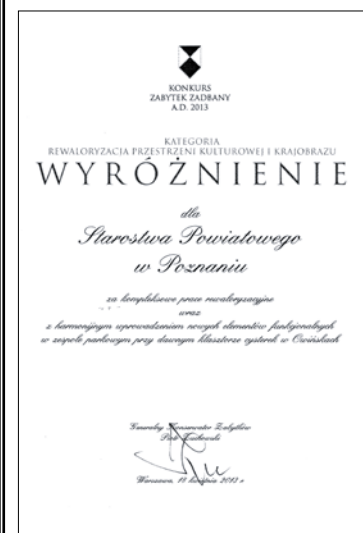 KONKURS
ZABYTEK ZADBANY
A.D. 2013
KATEGORIA
REWALORYZACJA PRZESTRZENI KULTUROWEJ I KRAJOBRAZU
WYRÓŻNIENIE
dla
Starostwa Powiatowego
w Poznaniu
za kompleksowe prace rewaloryzacyjne
wraz
z harmonijnym wprowadzeniem nowych elementów funkcjonalnych
w zespole parkowym przy dawnym klasztorze cysterek w Owińskach
Generalny Konserwator Zabytków
Piotr Żuchowski
Warszawa, 18 kwietnia 2013 r.